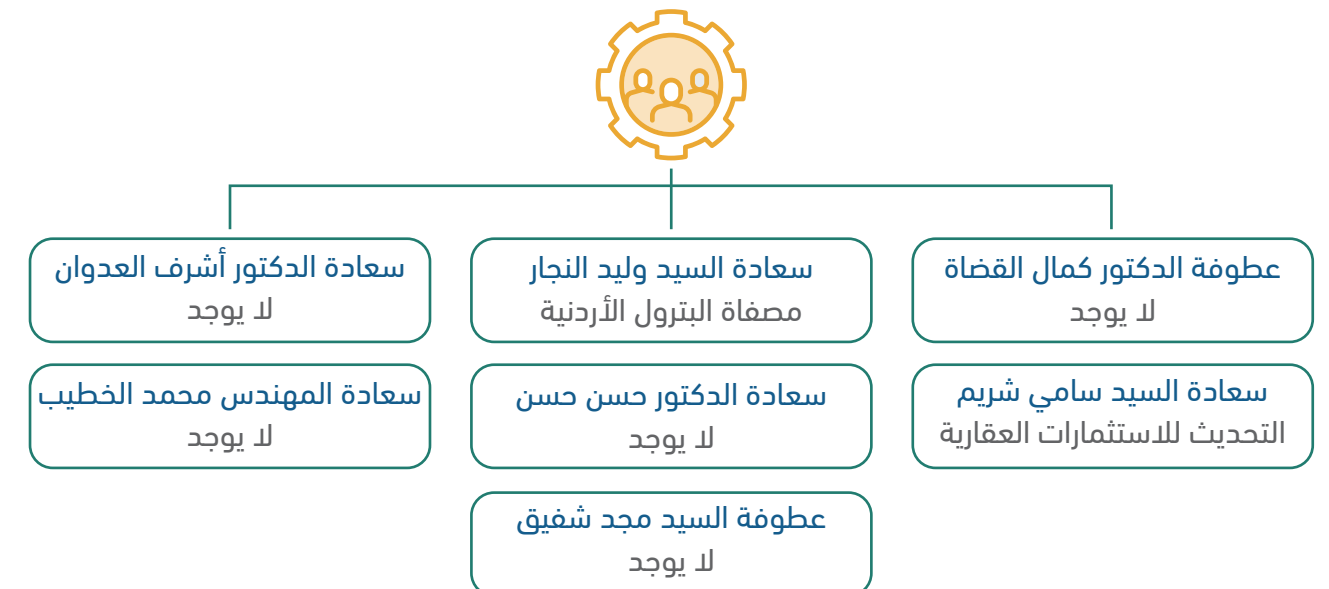 عطوفة الدكتور كمال القضاة
لا يوجد
سعادة السيد وليد النجار
مصفاة البترول الأردنية
سعادة الدكتور أشرف العدوان
لا يوجد
سعادة السيد سامي شريم
التحديث للاستثمارات العقارية
سعادة الدكتور حسن حسن
لا يوجد
سعادة المهندس محمد الخطيب
لا يوجد
عطوفة السيد مجد شفيق
لا يوجد